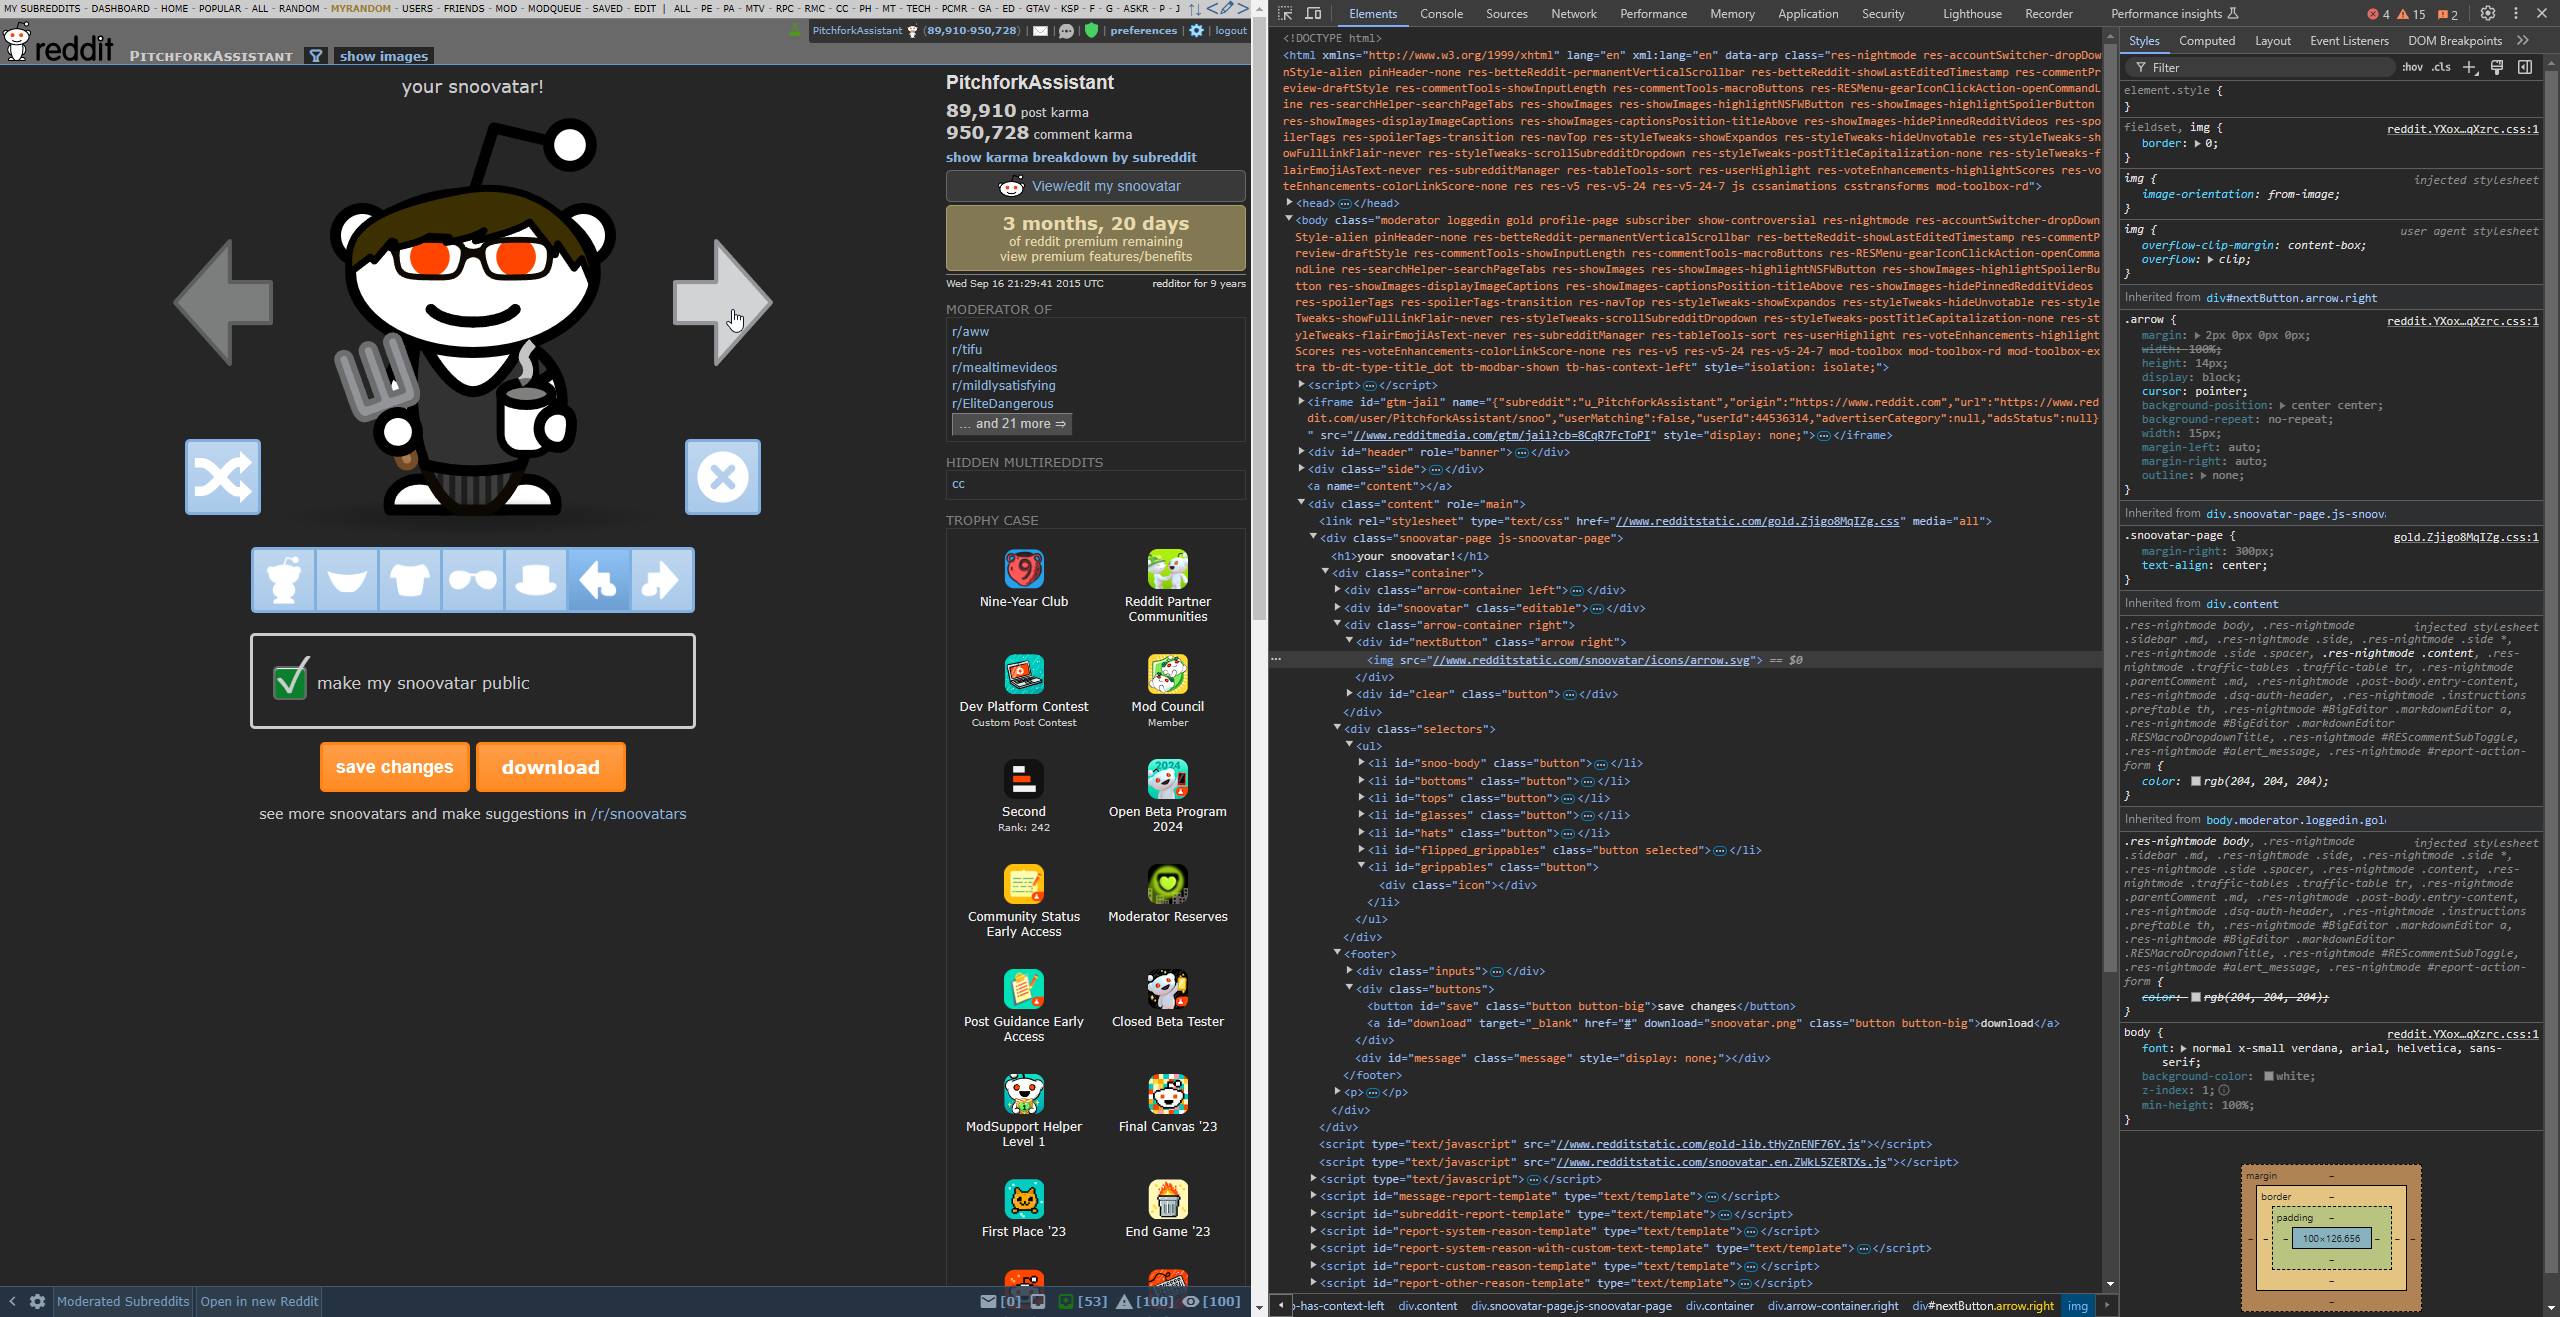 MY SUBREDDITS - DASHBOARD - HOME - POPULAR - ALL - RANDOM - MYRANDOM - USERS - FRIENDS - MOD - MODQUEUE - SAVED - EDIT | ALL - PE - PA - MTV - RPC - RMC - CC - PH - MT - TECH - PCMR - GA - ED - GTAV - KSP - F - G - ASKR - P - J
reddit PITCHFORKASSISTANT show images
PitchforkAssistant (89,910·950,728) | preferences | logout
your snoovatar!
make my snoovatar public
save changes
download
see more snoovatars and make suggestions in /r/snoovatars
PitchforkAssistant
89,910 post karma
950,728 comment karma
show karma breakdown by subreddit
View/edit my snoovatar
3 months, 20 days
of reddit premium remaining
view premium features/benefits
Wed Sep 16 21:29:41 2015 UTC redditor for 9 years
MODERATOR OF
r/aww
r/tifu
r/mealtimevideos
r/mildlysatisfying
r/EliteDangerous
... and 21 more ⇒
HIDDEN MULTIREDDITS
cc
TROPHY CASE
Nine-Year Club
Reddit Partner
Communities
Dev Platform Contest
Custom Post Contest
Mod Council
Member
Second
Rank: 242
Open Beta Program
2024
Community Status
Early Access
Moderator Reserves
Post Guidance Early
Access
Closed Beta Tester
ModSupport Helper
Level 1
Final Canvas '23
First Place '23
End Game '23
Moderated Subreddits
Open in new Reddit
[0] [53] [100] [100]
Elements Console Sources Network Performance Memory Application Security Lighthouse Recorder Performance insights 4 15 2
<!DOCTYPE html>
<html xmlns="http://www.w3.org/1999/xhtml" lang="en" xml:lang="en" data-arp class="res-nightmode res-accountSwitcher-dropDow
nStyle-alien pinHeader-none res-betteReddit-permanentVerticalScrollbar res-betteReddit-showLastEditedTimestamp res-commentPr
eview-draftStyle res-commentTools-showInputLength res-commentTools-macroButtons res-RESMenu-gearIconClickAction-openCommandL
ine res-searchHelper-searchPageTabs res-showImages res-showImages-highlightNSFWButton res-showImages-highlightSpoilerButton
res-showImages-displayImageCaptions res-showImages-captionsPosition-titleAbove res-showImages-hidePinnedRedditVideos res-spo
ilerTags res-spoilerTags-transition res-navTop res-styleTweaks-showExpandos res-styleTweaks-hideUnvotable res-styleTweaks-sh
owFullLinkFlair-never res-styleTweaks-scrollSubredditDropdown res-styleTweaks-postTitleCapitalization-none res-styleTweaks-f
lairEmojiAsText-never res-subredditManager res-tableTools-sort res-userHighlight res-voteEnhancements-highlightScores res-vo
teEnhancements-colorLinkScore-none res res-v5 res-v5-24 res-v5-24-7 js cssanimations csstransforms mod-toolbox-rd">
<head>…</head>
<body class="moderator loggedin gold profile-page subscriber show-controversial res-nightmode res-accountSwitcher-dropDown
Style-alien pinHeader-none res-betteReddit-permanentVerticalScrollbar res-betteReddit-showLastEditedTimestamp res-commentP
review-draftStyle res-commentTools-showInputLength res-commentTools-macroButtons res-RESMenu-gearIconClickAction-openComma
ndLine res-searchHelper-searchPageTabs res-showImages res-showImages-highlightNSFWButton res-showImages-highlightSpoilerBu
tton res-showImages-displayImageCaptions res-showImages-captionsPosition-titleAbove res-showImages-hidePinnedRedditVideos
res-spoilerTags res-spoilerTags-transition res-navTop res-styleTweaks-showExpandos res-styleTweaks-hideUnvotable res-style
Tweaks-showFullLinkFlair-never res-styleTweaks-scrollSubredditDropdown res-styleTweaks-postTitleCapitalization-none res-st
yleTweaks-flairEmojiAsText-never res-subredditManager res-tableTools-sort res-userHighlight res-voteEnhancements-highlight
Scores res-voteEnhancements-colorLinkScore-none res res-v5 res-v5-24 res-v5-24-7 mod-toolbox mod-toolbox-rd mod-toolbox-ex
tra tb-dt-type-title_dot tb-modbar-shown tb-has-context-left" style="isolation: isolate;">
<script>…</script>
<iframe id="gtm-jail" name="{"subreddit":"u_PitchforkAssistant","origin":"https://www.reddit.com","url":"https://www.red
dit.com/user/PitchforkAssistant/snoo","userMatching":false,"userId":44536314,"advertiserCategory":null,"adsStatus":null}
" src="//www.redditmedia.com/gtm/jail?cb=8CqR7FcToPI" style="display: none;">…</iframe>
<div id="header" role="banner">…</div>
<div class="side">…</div>
<a name="content"></a>
<div class="content" role="main">
<link rel="stylesheet" type="text/css" href="//www.redditstatic.com/gold.Zjigo8MqIZg.css" media="all">
<div class="snoovatar-page js-snoovatar-page">
<h1>your snoovatar!</h1>
<div class="container">
<div class="arrow-container left">…</div>
<div id="snoovatar" class="editable">…</div>
<div class="arrow-container right">
<div id="nextButton" class="arrow right">
<img src="//www.redditstatic.com/snoovatar/icons/arrow.svg"> == $0
</div>
<div id="clear" class="button">…</div>
</div>
<div class="selectors">
<ul>
<li id="snoo-body" class="button">…</li>
<li id="bottoms" class="button">…</li>
<li id="tops" class="button">…</li>
<li id="glasses" class="button">…</li>
<li id="hats" class="button">…</li>
<li id="flipped_grippables" class="button selected">…</li>
<li id="grippables" class="button">
<div class="icon"></div>
</li>
</ul>
</div>
<footer>
<div class="inputs">…</div>
<div class="buttons">
<button id="save" class="button button-big">save changes</button>
<a id="download" target="_blank" href="#" download="snoovatar.png" class="button button-big">download</a>
</div>
<div id="message" class="message" style="display: none;"></div>
</footer>
<p>…</p>
</div>
</div>
<script type="text/javascript" src="//www.redditstatic.com/gold-lib.tHyZnENF76Y.js"></script>
<script type="text/javascript" src="//www.redditstatic.com/snoovatar.en.ZWkL5ZERTXs.js"></script>
<script type="text/javascript">…</script>
<script id="message-report-template" type="text/template">…</script>
<script id="subreddit-report-template" type="text/template">…</script>
<script id="report-system-reason-template" type="text/template">…</script>
<script id="report-system-reason-with-custom-text-template" type="text/template">…</script>
<script id="report-custom-reason-template" type="text/template">…</script>
<script id="report-other-reason-template" type="text/template">…</script>
b-has-context-left div.content div.snoovatar-page.js-snoovatar-page div.container div.arrow-container.right div#nextButton.arrow.right img
Styles Computed Layout Event Listeners DOM Breakpoints
Filter :hov .cls
element.style {
}
fieldset, img { reddit.YXox…qXzrc.css:1
border: 0;
}
img { injected stylesheet
image-orientation: from-image;
}
img { user agent stylesheet
overflow-clip-margin: content-box;
overflow: clip;
}
Inherited from div#nextButton.arrow.right
.arrow { reddit.YXox…qXzrc.css:1
margin: 2px 0px 0px 0px;
width: 100%;
height: 14px;
display: block;
cursor: pointer;
background-position: center center;
background-repeat: no-repeat;
width: 15px;
margin-left: auto;
margin-right: auto;
outline: none;
}
Inherited from div.snoovatar-page.js-snoov
.snoovatar-page { gold.Zjigo8MqIZg.css:1
margin-right: 300px;
text-align: center;
}
Inherited from div.content
.res-nightmode body, .res-nightmode injected stylesheet
.sidebar .md, .res-nightmode .side, .res-nightmode .side *,
.res-nightmode .side .spacer, .res-nightmode .content, .res-
nightmode .traffic-tables .traffic-table tr, .res-nightmode
.parentComment .md, .res-nightmode .post-body.entry-content,
.res-nightmode .dsq-auth-header, .res-nightmode .instructions
.preftable th, .res-nightmode #BigEditor .markdownEditor a,
.res-nightmode #BigEditor .markdownEditor
.RESMacroDropdownTitle, .res-nightmode #REScommentSubToggle,
.res-nightmode #alert_message, .res-nightmode #report-action-
form {
color: rgb(204, 204, 204);
}
Inherited from body.moderator.loggedin.gol
.res-nightmode body, .res-nightmode injected stylesheet
.sidebar .md, .res-nightmode .side, .res-nightmode .side *,
.res-nightmode .side .spacer, .res-nightmode .content, .res-
nightmode .traffic-tables .traffic-table tr, .res-nightmode
.parentComment .md, .res-nightmode .post-body.entry-content,
.res-nightmode .dsq-auth-header, .res-nightmode .instructions
.preftable th, .res-nightmode #BigEditor .markdownEditor a,
.res-nightmode #BigEditor .markdownEditor
.RESMacroDropdownTitle, .res-nightmode #REScommentSubToggle,
.res-nightmode #alert_message, .res-nightmode #report-action-
form {
color: rgb(204, 204, 204);
}
body { reddit.YXox…qXzrc.css:1
font: normal x-small verdana, arial, helvetica, sans-
serif;
background-color: white;
z-index: 1;
min-height: 100%;
}
margin –
border –
padding –
– – – 100×126.656 – – –
–
–
–